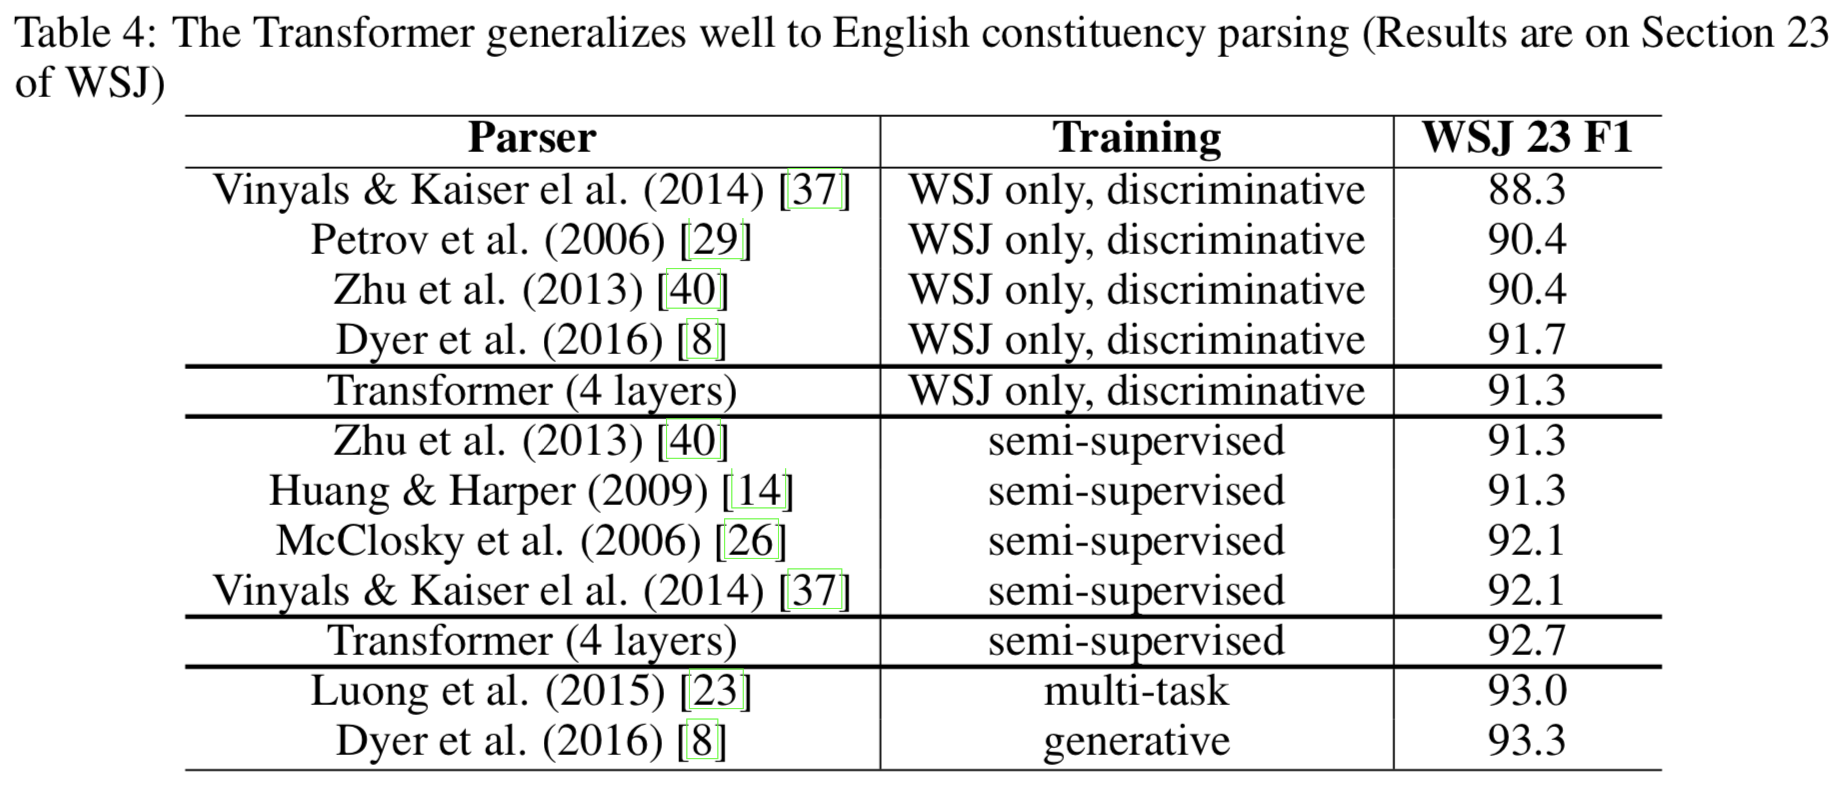 Table 4: The Transformer generalizes well to English constituency parsing (Results are on Section 23
of WSJ)
Parser Training WSJ 23 F1
Vinyals & Kaiser el al. (2014) [37] WSJ only, discriminative 88.3
Petrov et al. (2006) [29] WSJ only, discriminative 90.4
Zhu et al. (2013) [40] WSJ only, discriminative 90.4
Dyer et al. (2016) [8] WSJ only, discriminative 91.7
Transformer (4 layers) WSJ only, discriminative 91.3
Zhu et al. (2013) [40] semi-supervised 91.3
Huang & Harper (2009) [14] semi-supervised 91.3
McClosky et al. (2006) [26] semi-supervised 92.1
Vinyals & Kaiser el al. (2014) [37] semi-supervised 92.1
Transformer (4 layers) semi-supervised 92.7
Luong et al. (2015) [23] multi-task 93.0
Dyer et al. (2016) [8] generative 93.3